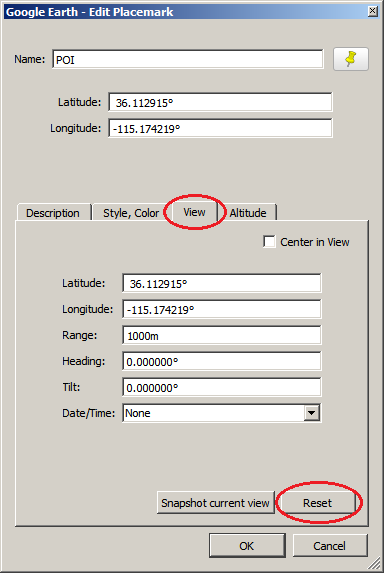 Google Earth - Edit Placemark
Name: POI
Latitude: 36.112915°
Longitude: -115.174219°
Description Style, Color View Altitude
Center in View
Latitude: 36.112915°
Longitude: -115.174219°
Range: 1000m
Heading: 0.000000°
Tilt: 0.000000°
Date/Time: None
Snapshot current view Reset
OK Cancel